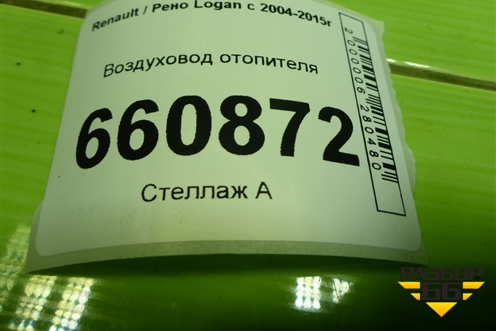 Renault / Рено Logan с 2004-2015г
Воздуховод отопителя
660872
Стеллаж А
2000006280480
РАЗБОР
66